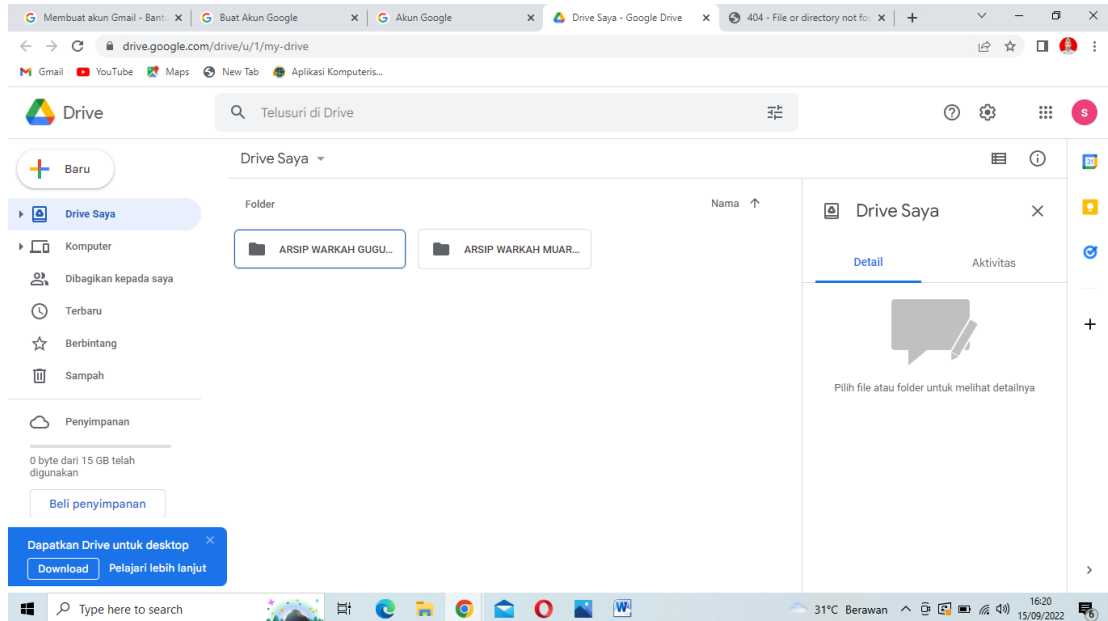 Membuat akun Gmail - Bantu
Buat Akun Google
Akun Google
Drive Saya - Google Drive
404 - File or directory not fou
drive.google.com/drive/u/1/my-drive
Gmail YouTube Maps New Tab Aplikasi Komputeris...
Drive
Telusuri di Drive
S
Baru
Drive Saya
Komputer
Dibagikan kepada saya
Terbaru
Berbintang
Sampah
Penyimpanan
0 byte dari 15 GB telah
digunakan
Beli penyimpanan
Dapatkan Drive untuk desktop
Download Pelajari lebih lanjut
Drive Saya
Folder Nama
ARSIP WARKAH GUGU... ARSIP WARKAH MUAR...
Drive Saya
Detail Aktivitas
Pilih file atau folder untuk melihat detailnya
31
Type here to search
31°C Berawan
16:20
15/09/2022
6